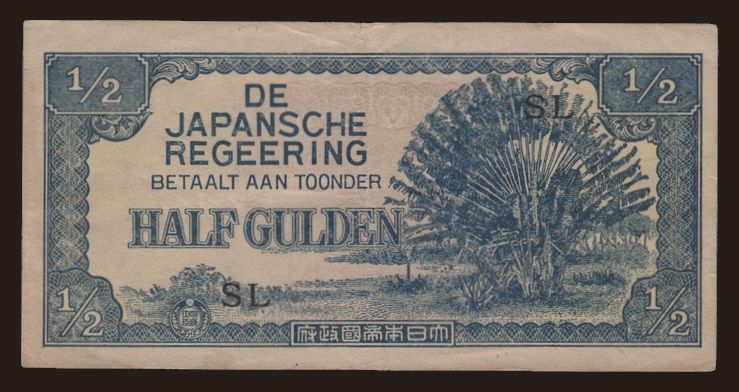 1/2 1/2
DE
JAPANSCHE
REGEERING
BETAALT AAN TOONDER
HALF GULDEN
SL
SL
1/2 1/2
府政國帝本日大